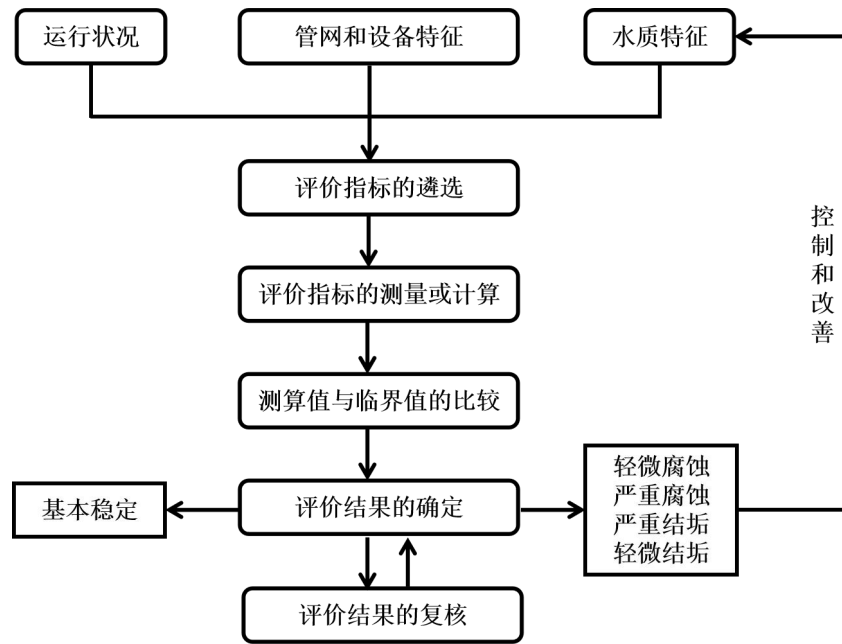 运行状况
管网和设备特征
水质特征
评价指标的遴选
评价指标的测量或计算
测算值与临界值的比较
评价结果的确定
基本稳定
轻微腐蚀
严重腐蚀
严重结垢
轻微结垢
评价结果的复核
控制和改善